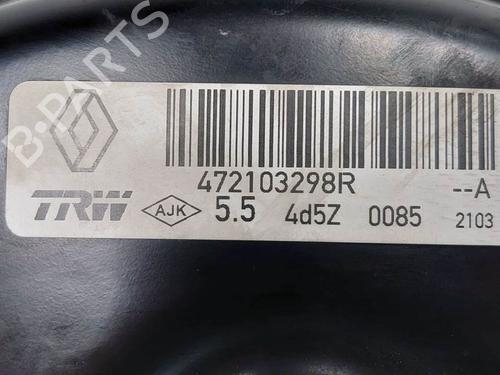 B-PARTS
472103298R --A
TRW AJK 5.5 4d5Z 0085 2103